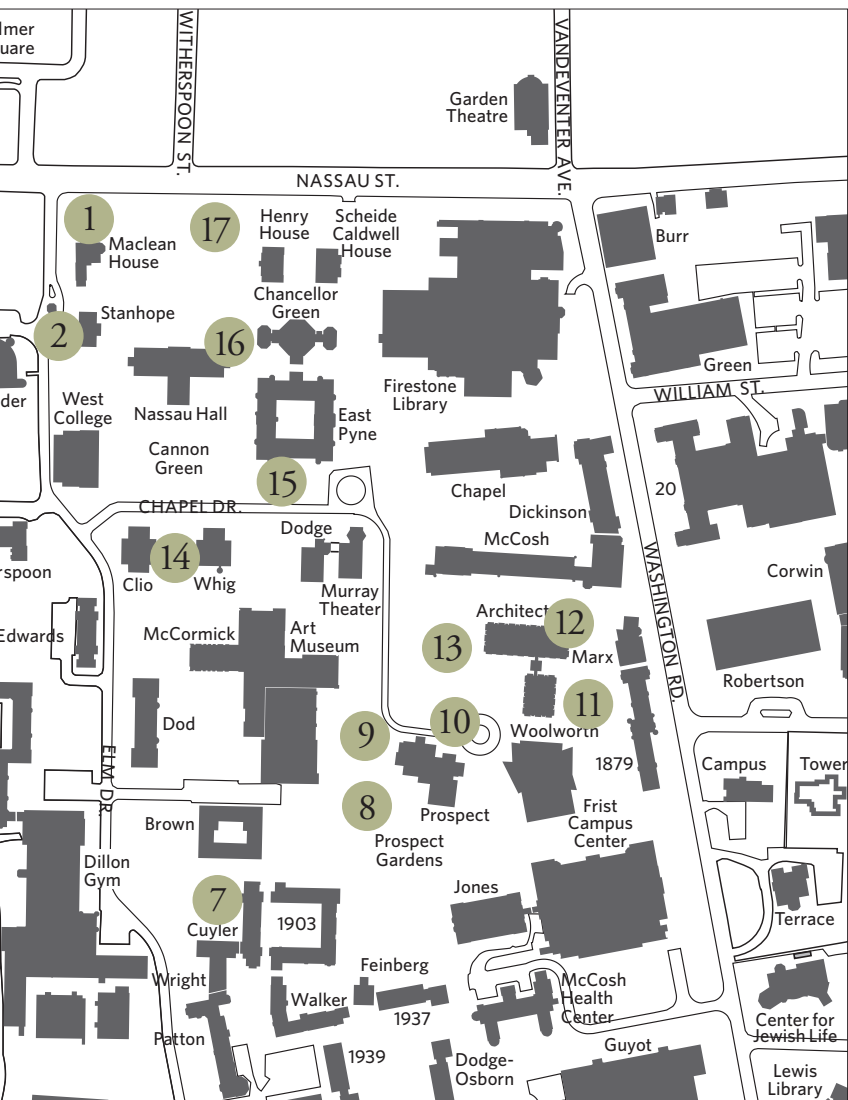 lmer
uare
WITHERSPOON ST.
VANDEVENTER AVE.
Garden
Theatre
NASSAU ST.
1
Maclean
House
17
Henry
House
Scheide
Caldwell
House
Burr
Chancellor
Green
Stanhope
2
16
Green
der
West
College
Nassau Hall
Firestone
Library
WILLIAM ST.
East
Pyne
Cannon
Green
15
Chapel
20
CHAPEL DR.
Dickinson
Dodge
McCosh
rspoon
14
Clio
Whig
WASHINGTON RD.
Corwin
Murray
Theater
Architect
12
Edwards
McCormick
Art
Museum
13
Marx
Robertson
Dod
9
10
11
Woolworth
1879
Campus
Tower
ELM DR.
8
Prospect
Frist
Campus
Center
Brown
Prospect
Gardens
Dillon
Gym
7
Cuyler
1903
Jones
Terrace
Wright
Feinberg
Walker
1937
McCosh
Health
Center
Center for
Jewish Life
Patton
1939
Dodge-
Osborn
Guyot
Lewis
Library